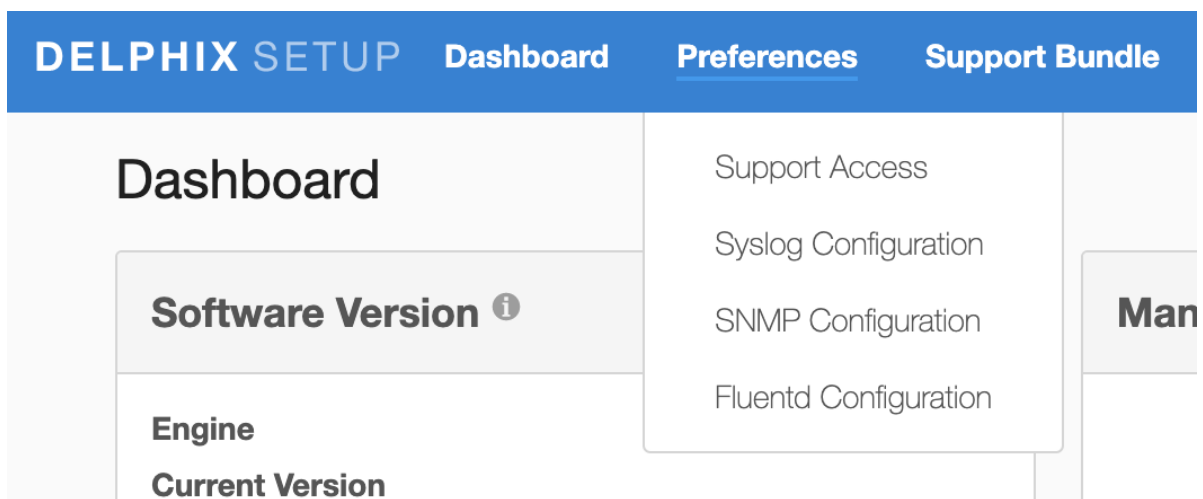 DELPHIX SETUP Dashboard Preferences Support Bundle
Dashboard
Support Access
Syslog Configuration
SNMP Configuration
Fluentd Configuration
Software Version
Engine
Current Version